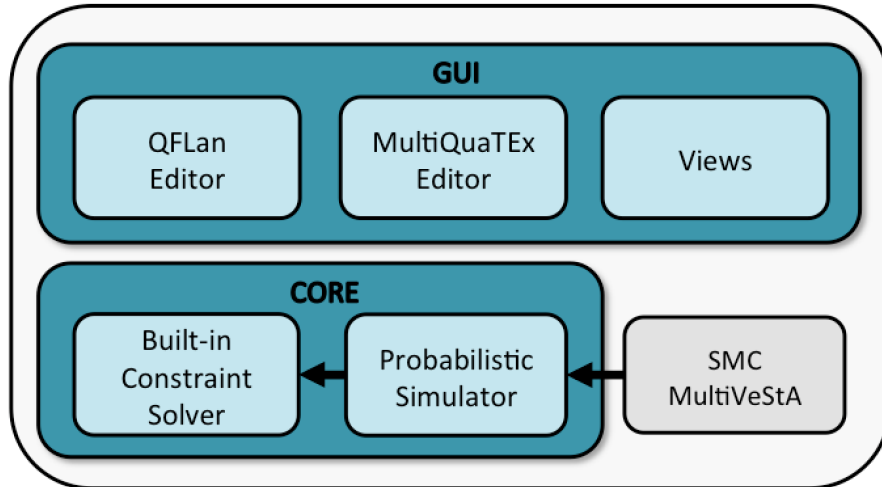 GUI
QFLan
Editor
MultiQuaTEx
Editor
Views
CORE
Built-in
Constraint
Solver
Probabilistic
Simulator
SMC
MultiVeStA